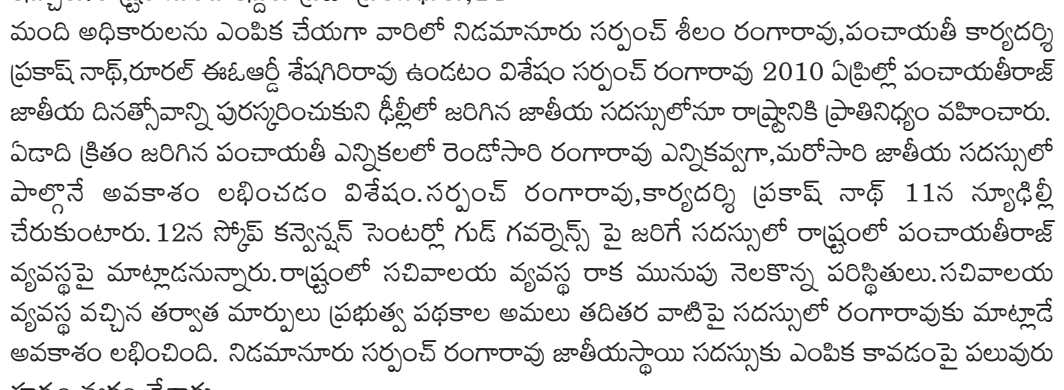 మంది అధికారులను ఎంపిక చేయగా వారిలో నిడమానూరు సర్పంచ్ శీలం రంగారావు,పంచాయతీ కార్యదర్శి
ప్రకాష్ నాథ్,రూరల్ ఈఓఆర్డీ శేషగిరిరావు ఉండటం విశేషం సర్పంచ్ రంగారావు 2010 ఏప్రిల్లో పంచాయతీరాజ్
జాతీయ దినత్సోవాన్ని పురస్కరించుకుని ఢీల్లీలో జరిగిన జాతీయ సదస్సులోనూ రాష్ట్రానికి ప్రాతినిధ్యం వహించారు.
ఏడాది క్రితం జరిగిన పంచాయతీ ఎన్నికలలో రెండోసారి రంగారావు ఎన్నికవ్వగా,మరోసారి జాతీయ సదస్సులో
పాల్గొనే అవకాశం లభించడం విశేషం.సర్పంచ్ రంగారావు,కార్యదర్శి ప్రకాష్ నాథ్ 11న న్యూఢిల్లీ
చేరుకుంటారు.12న స్కోప్ కన్వెన్షన్ సెంటర్లో గుడ్ గవర్నెన్స్ పై జరిగే సదస్సులో రాష్ట్రంలో పంచాయతీరాజ్
వ్యవస్థపై మాట్లాడనున్నారు.రాష్ట్రంలో సచివాలయ వ్యవస్థ రాక మునుపు నెలకొన్న పరిస్థితులు.సచివాలయ
వ్యవస్థ వచ్చిన తర్వాత మార్పులు ప్రభుత్వ పథకాల అమలు తదితర వాటిపై సదస్సులో రంగారావుకు మాట్లాడే
అవకాశం లభించింది. నిడమానూరు సర్పంచ్ రంగారావు జాతీయస్థాయి సదస్సుకు ఎంపిక కావడంపై పలువురు